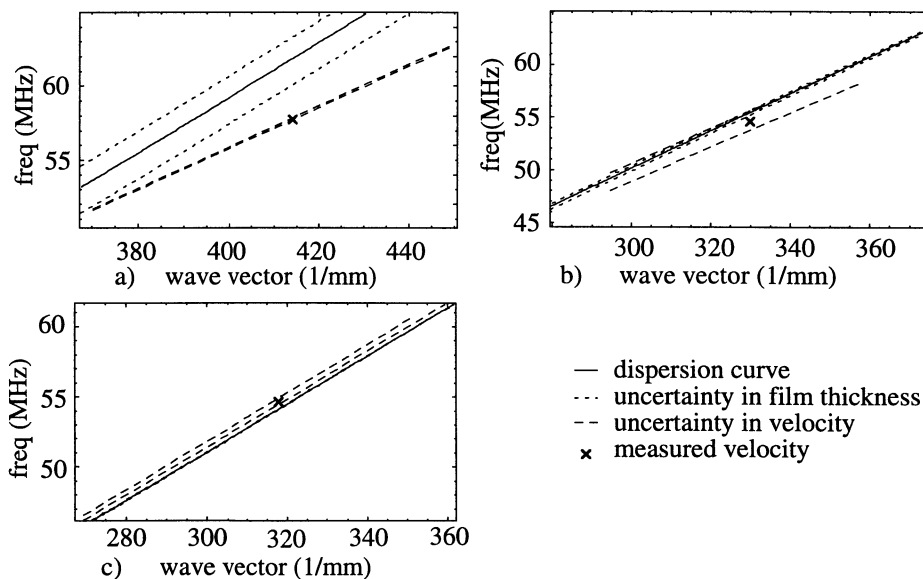 60
55
freq (MHz)
380 400 420 440
a) wave vector (1/mm)
65
60
55
50
45
freq(MHz)
300 320 340 360
b) wave vector (1/mm)
60
55
50
freq (MHz)
280 300 320 340 360
c) wave vector (1/mm)
dispersion curve
uncertainty in film thickness
uncertainty in velocity
measured velocity